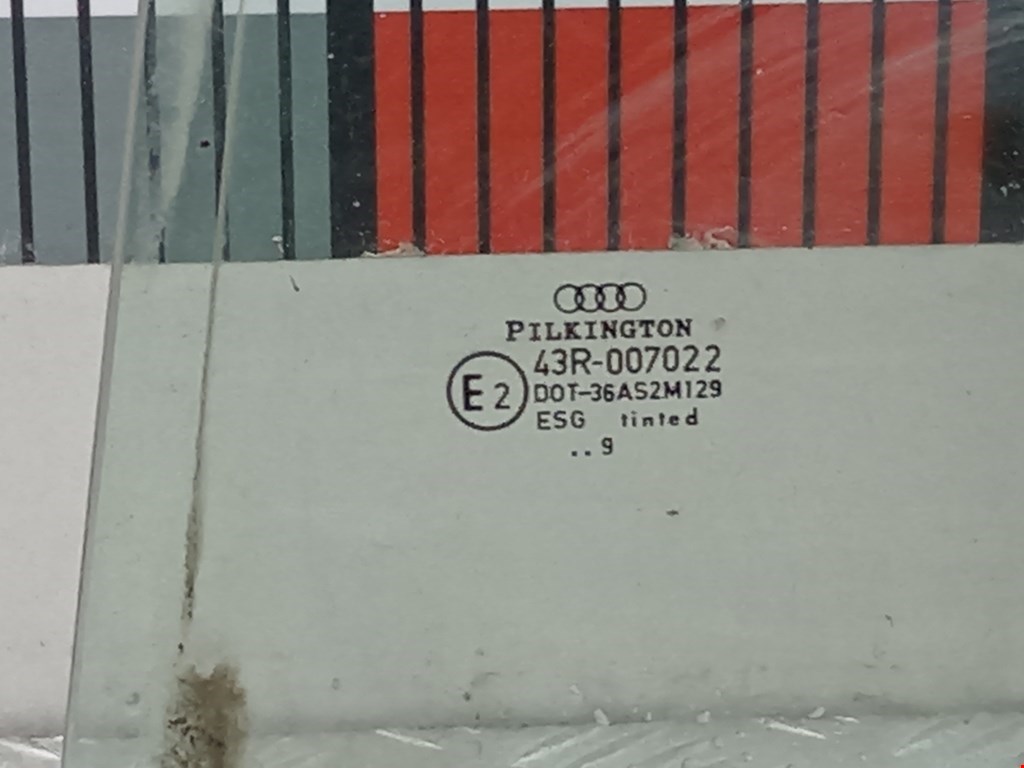 PILKINGTON
43R-007022
E2
DOT-36AS2M129
ESG tinted
..9